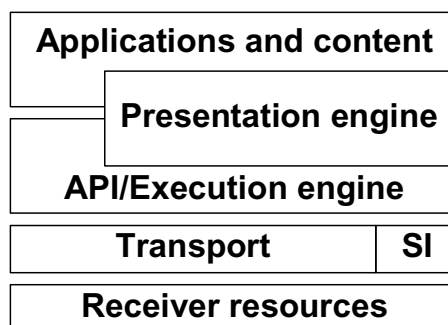 Applications and content
Presentation engine
API/Execution engine
Transport SI
Receiver resources